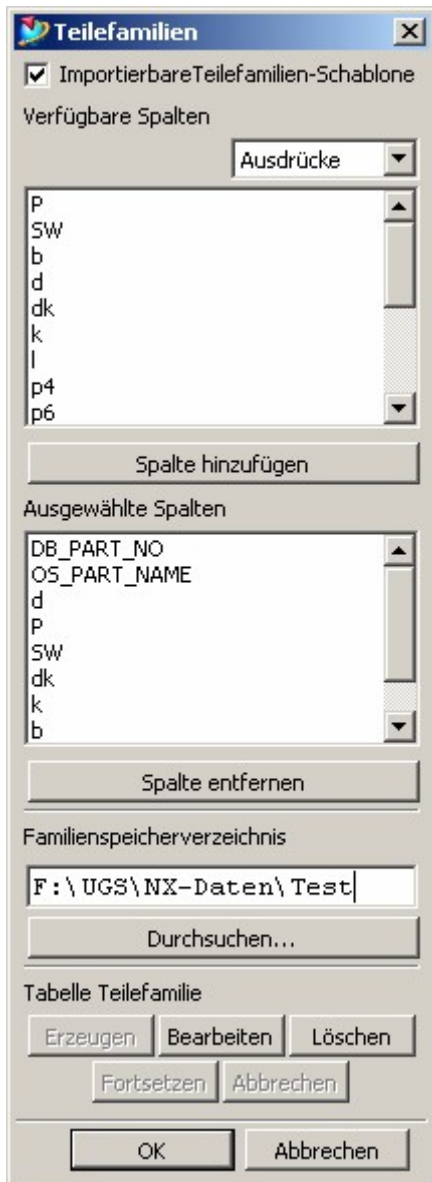 Teilefamilien
ImportierbareTeilefamilien-Schablone
Verfügbare Spalten
Ausdrücke
P
SW
b
d
dk
k
l
p4
p6
Spalte hinzufügen
Ausgewählte Spalten
DB_PART_NO
OS_PART_NAME
d
P
SW
dk
k
b
Spalte entfernen
Familienspeicherverzeichnis
F:\UGS\NX-Daten\Test
Durchsuchen...
Tabelle Teilefamilie
Erzeugen Bearbeiten Löschen
Fortsetzen Abbrechen
OK Abbrechen